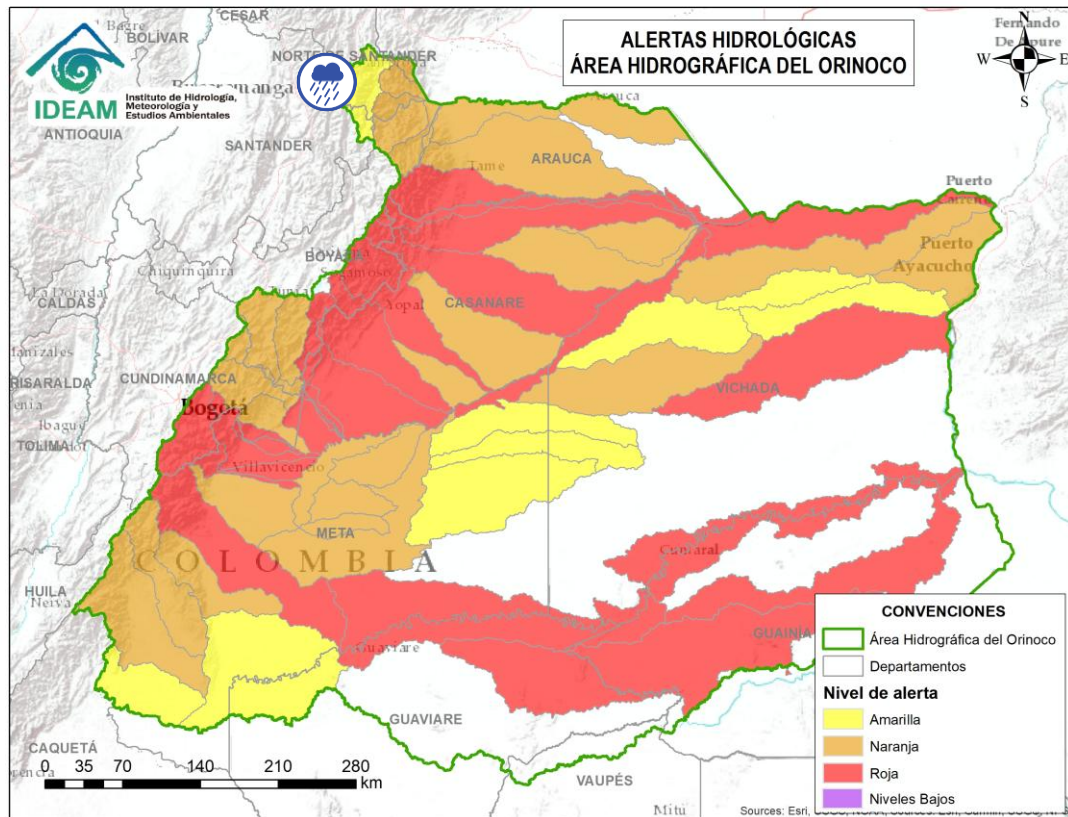 CESAR
BOLÍVAR
NORTE DE SANTANDER
ALERTAS HIDROLÓGICAS
ÁREA HIDROGRÁFICA DEL ORINOCO
Fernando
De Apure
N
W
E
S
IDEAM
Instituto de Hidrología,
Meteorología y
Estudios Ambientales
ANTIOQUIA
SANTANDER
Arauca
ARAUCA
Tame
Puerto
Carreño
BOYACÁ
Sogamoso
Chiquinquira
Tunja
Puerto
Ayacucho
La Dorada
CALDAS
Yopal
CASANARE
Manizales
RISARALDA
CUNDINAMARCA
VICHADA
Bogotá
Ibagué
TOLIMA
Villavicencio
META
COLOMBIA
Cumaral
HUILA
Neiva
GUAINÍA
Guaviare
GUAVIARE
CAQUETÁ
VAUPÉS
Mitú
CONVENCIONES
Área Hidrográfica del Orinoco
Departamentos
Nivel de alerta
Amarilla
Naranja
Roja
Niveles Bajos
0 35 70 140 210 280
km
Sources: Esri,